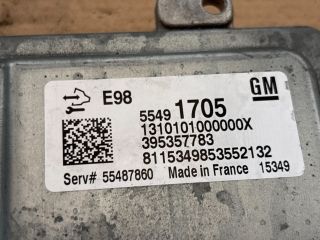 E98
GM
5549 1705
1310101000000X
395357783
8115349853552132
Serv# 55487860 Made in France 15349